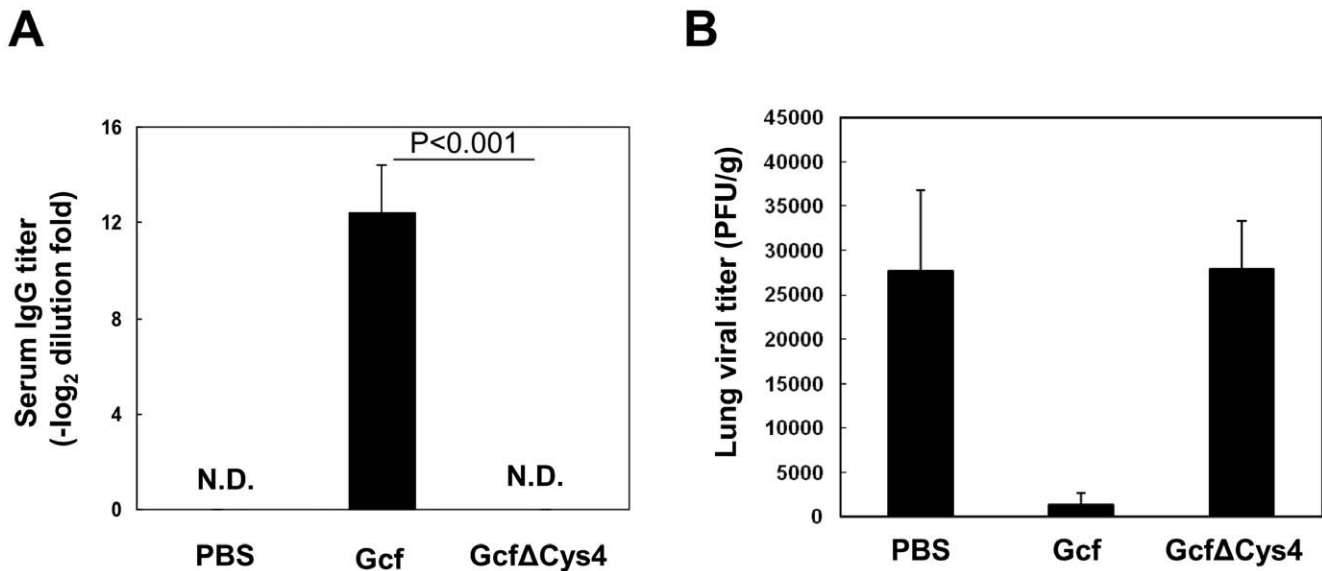 A
Serum IgG titer
(-log₂ dilution fold)
16
12
8
4
0
P<0.001
N.D.
N.D.
PBS
Gcf
GcfΔCys4
B
Lung viral titer (PFU/g)
45000
40000
35000
30000
25000
20000
15000
10000
5000
0
PBS
Gcf
GcfΔCys4